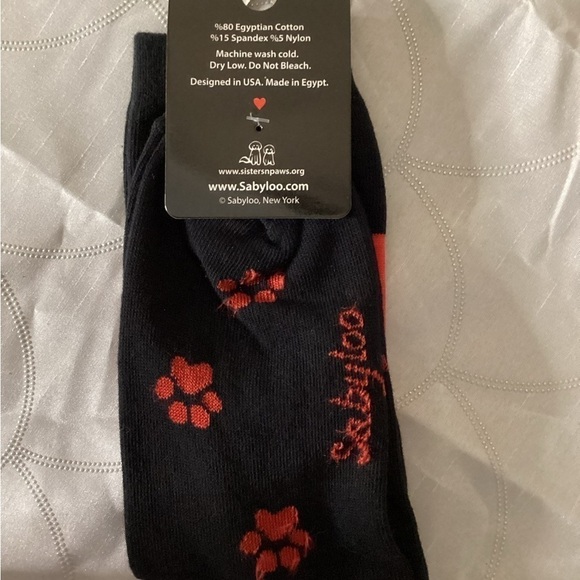 %80 Egyptian Cotton
%15 Spandex %5 Nylon
Machine wash cold.
Dry Low. Do Not Bleach.
Designed in USA. Made in Egypt.
www.sistersnpaws.org
www.Sabyloo.com
© Sabyloo, New York
Sabyloo